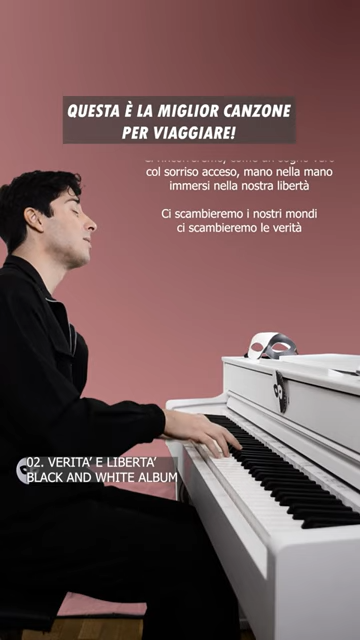 QUESTA È LA MIGLIOR CANZONE
PER VIAGGIARE!
col sorriso acceso, mano nella mano
immersi nella nostra libertà
Ci scambieremo i nostri mondi
ci scambieremo le verità
02. VERITA' E LIBERTA'
BLACK AND WHITE ALBUM